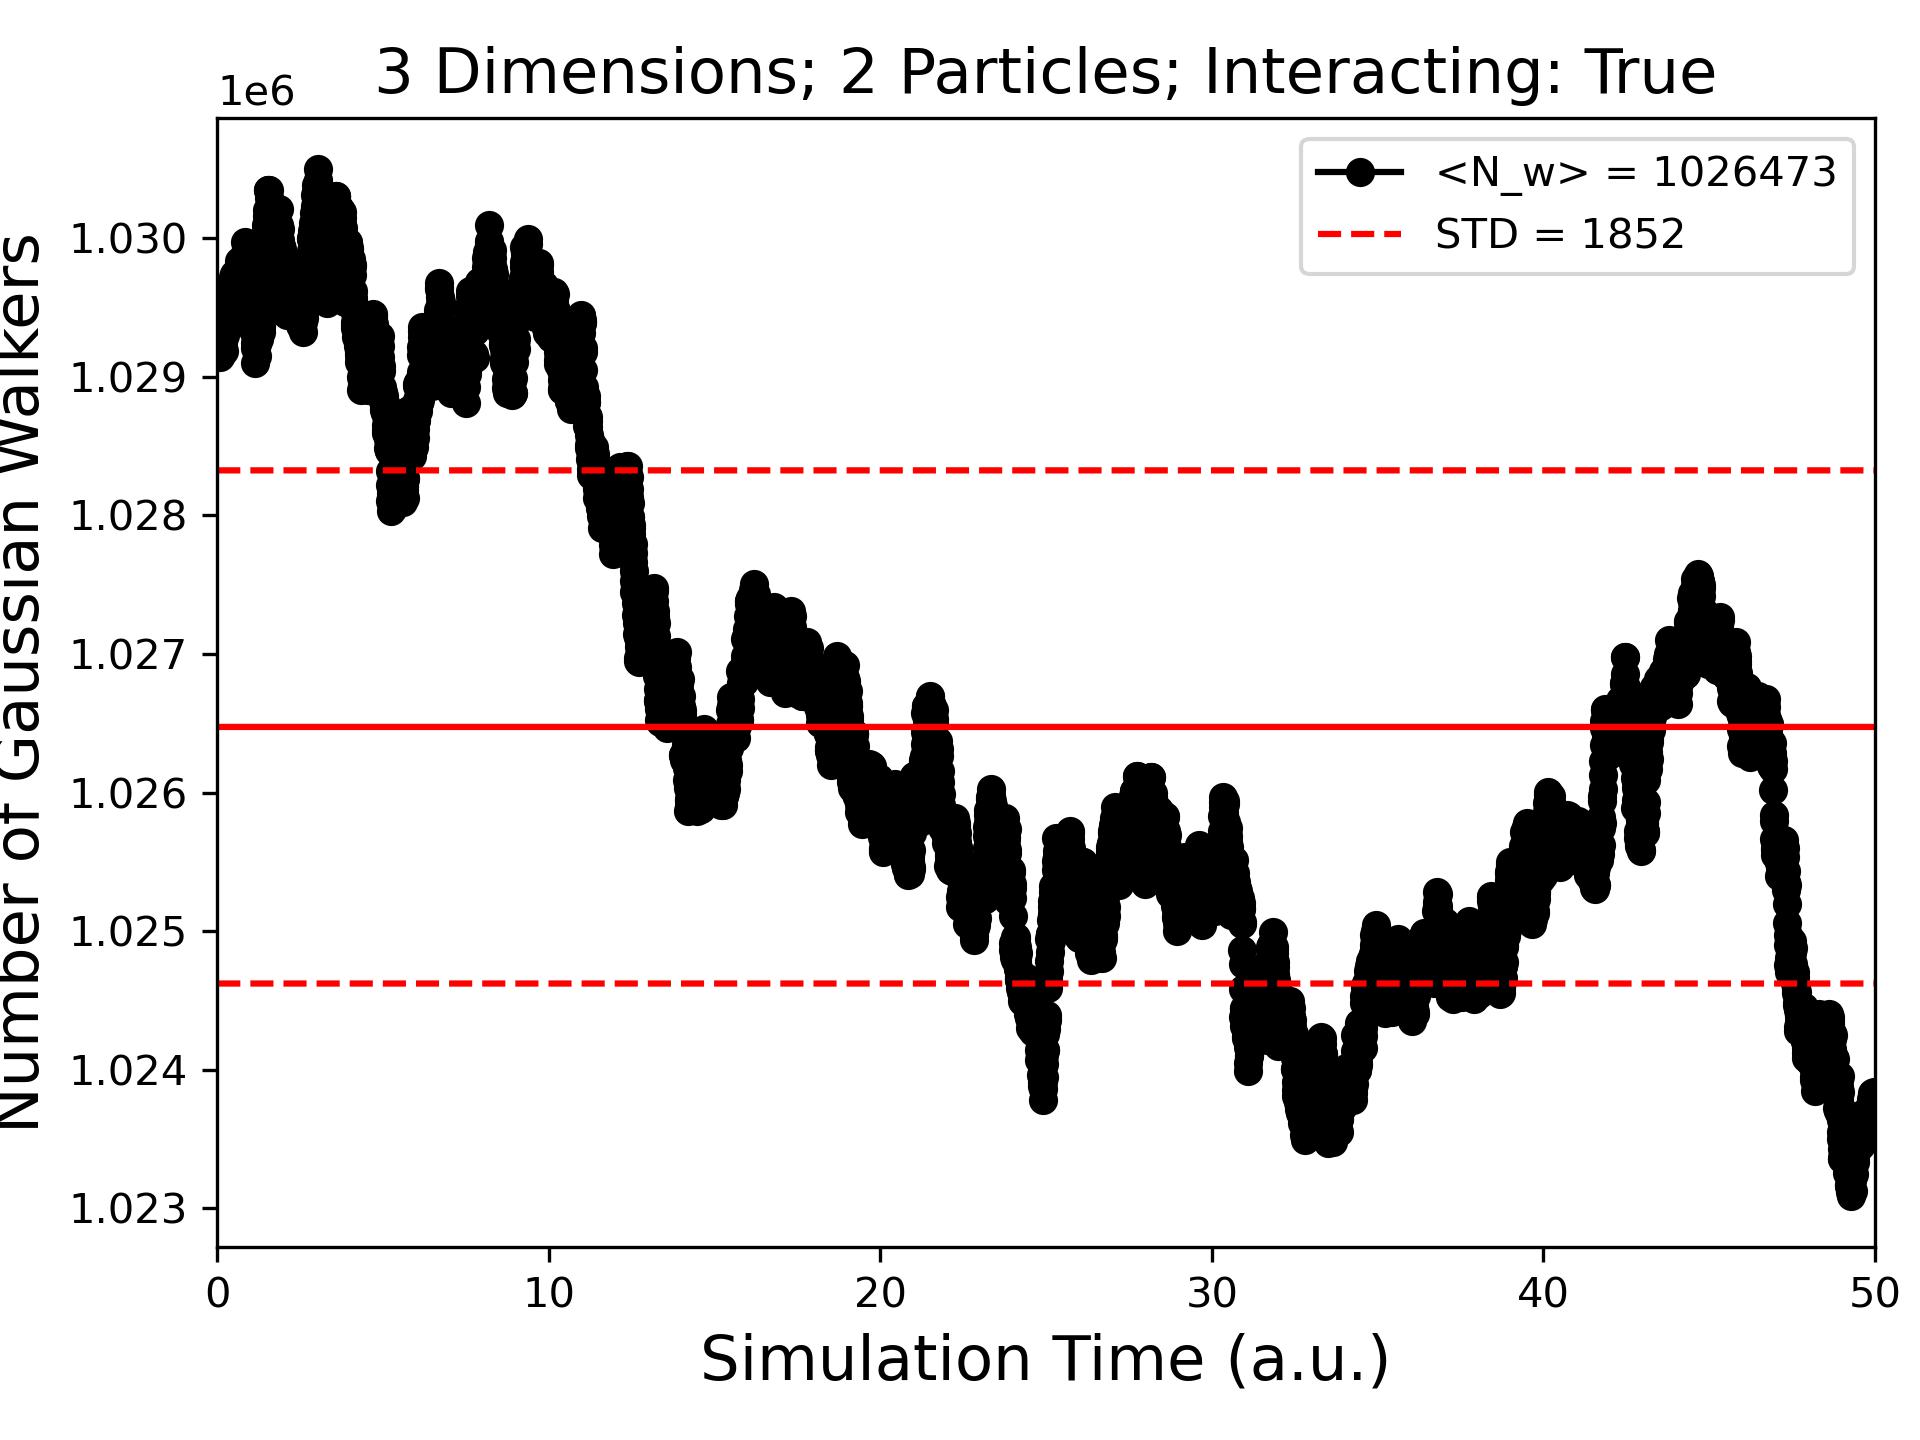 3 Dimensions; 2 Particles; Interacting: True
1e6
<N_w> = 1026473
STD = 1852
Number of Gaussian Walkers
1.030
1.029
1.028
1.027
1.026
1.025
1.024
1.023
0 10 20 30 40 50
Simulation Time (a.u.)